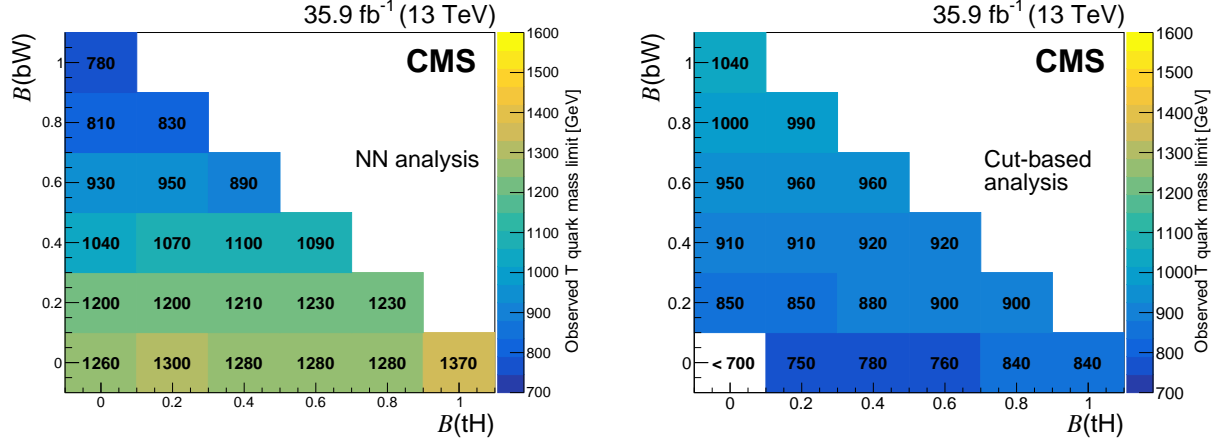 35.9 fb⁻¹ (13 TeV)
CMS
NN analysis
B(bW)
1
0.8
0.6
0.4
0.2
0
780
810 830
930 950 890
1040 1070 1100 1090
1200 1200 1210 1230 1230
1260 1300 1280 1280 1280 1370
0 0.2 0.4 0.6 0.8 1
B(tH)
1600
1500
1400
1300
1200
1100
1000
900
800
700
Observed T quark mass limit [GeV]
35.9 fb⁻¹ (13 TeV)
CMS
Cut-based
analysis
B(bW)
1
0.8
0.6
0.4
0.2
0
1040
1000 990
950 960 960
910 910 920 920
850 850 880 900 900
< 700 750 780 760 840 840
0 0.2 0.4 0.6 0.8 1
B(tH)
1600
1500
1400
1300
1200
1100
1000
900
800
700
Observed T quark mass limit [GeV]